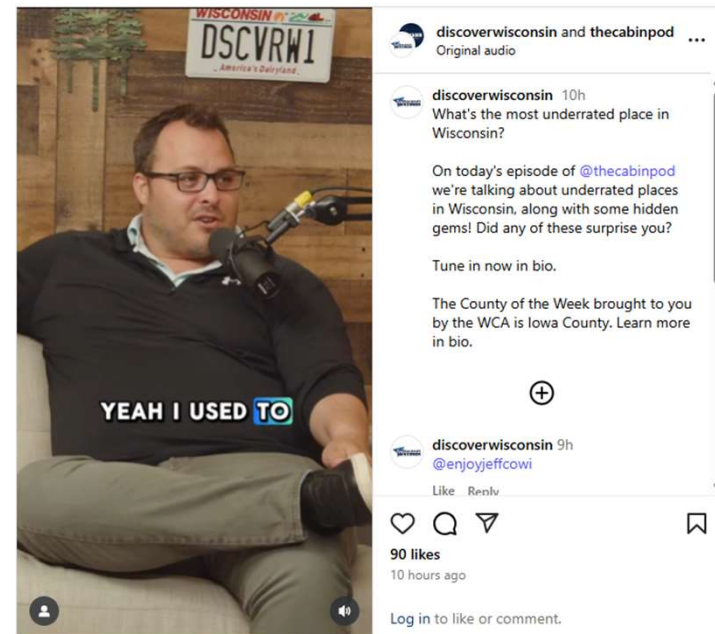 WISCONSIN
DSCVRW1
America's Dairyland
YEAH I USED TO
discoverwisconsin and thecabinpod
Original audio
discoverwisconsin 10h
What's the most underrated place in
Wisconsin?
On today's episode of @thecabinpod
we're talking about underrated places
in Wisconsin, along with some hidden
gems! Did any of these surprise you?
Tune in now in bio.
The County of the Week brought to you
by the WCA is Iowa County. Learn more
in bio.
discoverwisconsin 9h
@enjoyjeffcowi
Like Reply
90 likes
10 hours ago
Log in to like or comment.